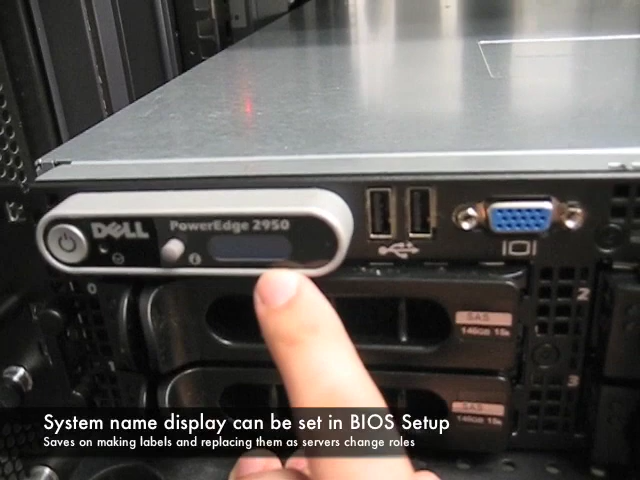 DELL
PowerEdge 2950
0
2
SAS
146GB 15k
3
SAS
146GB 15k
System name display can be set in BIOS Setup
Saves on making labels and replacing them as servers change roles